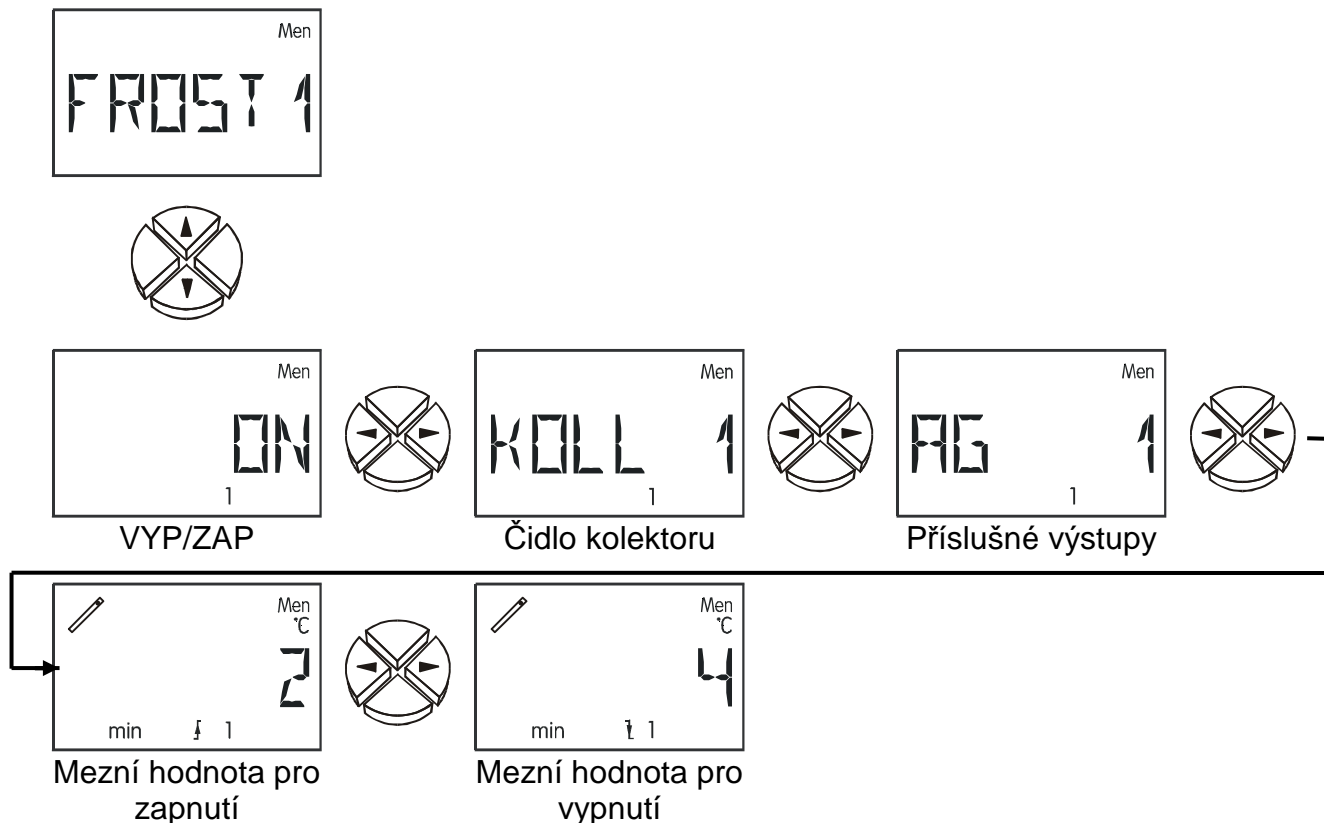 Men
FROST 1
Men
ON
1
VYP/ZAP
Men
KOLL 1
1
Čidlo kolektoru
Men
AG 1
1
Příslušné výstupy
Men
°C
2
min 1
Mezní hodnota pro
zapnutí
Men
°C
4
min 1
Mezní hodnota pro
vypnutí